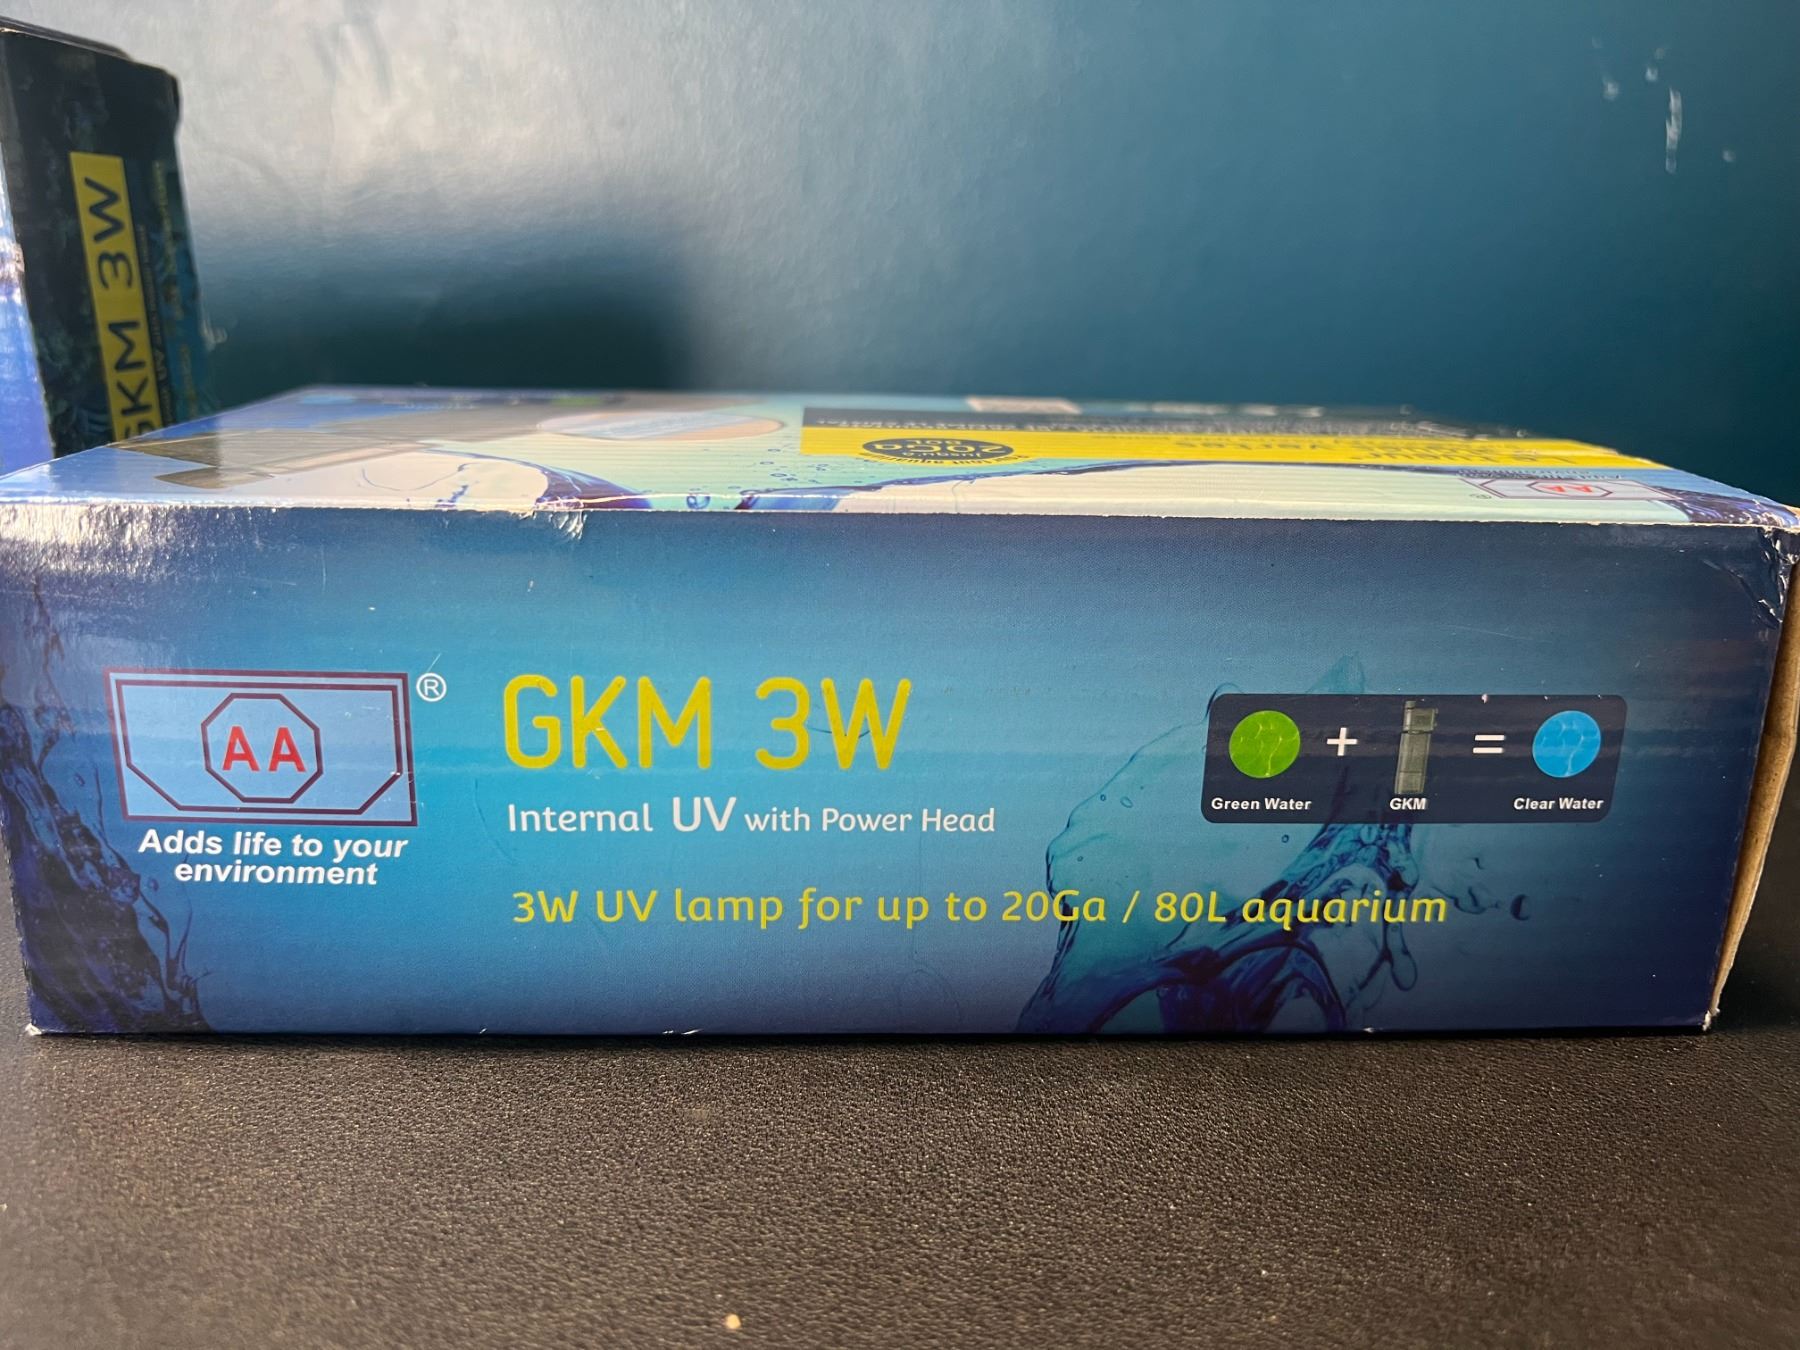 GKM 3W
AA
®
Adds life to your
environment
GKM 3W
Internal UV with Power Head
3W UV lamp for up to 20Ga / 80L aquarium
Green Water
+
GKM
=
Clear Water
AA